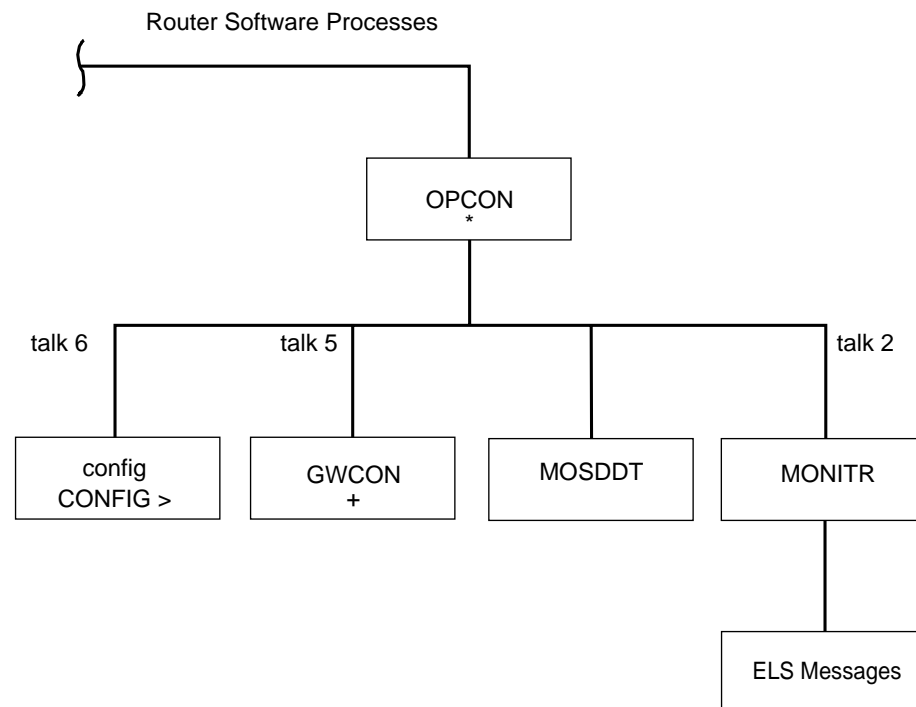 Router Software Processes
OPCON
*
talk 6
talk 5
talk 2
config
CONFIG >
GWCON
+
MOSDDT
MONITR
ELS Messages